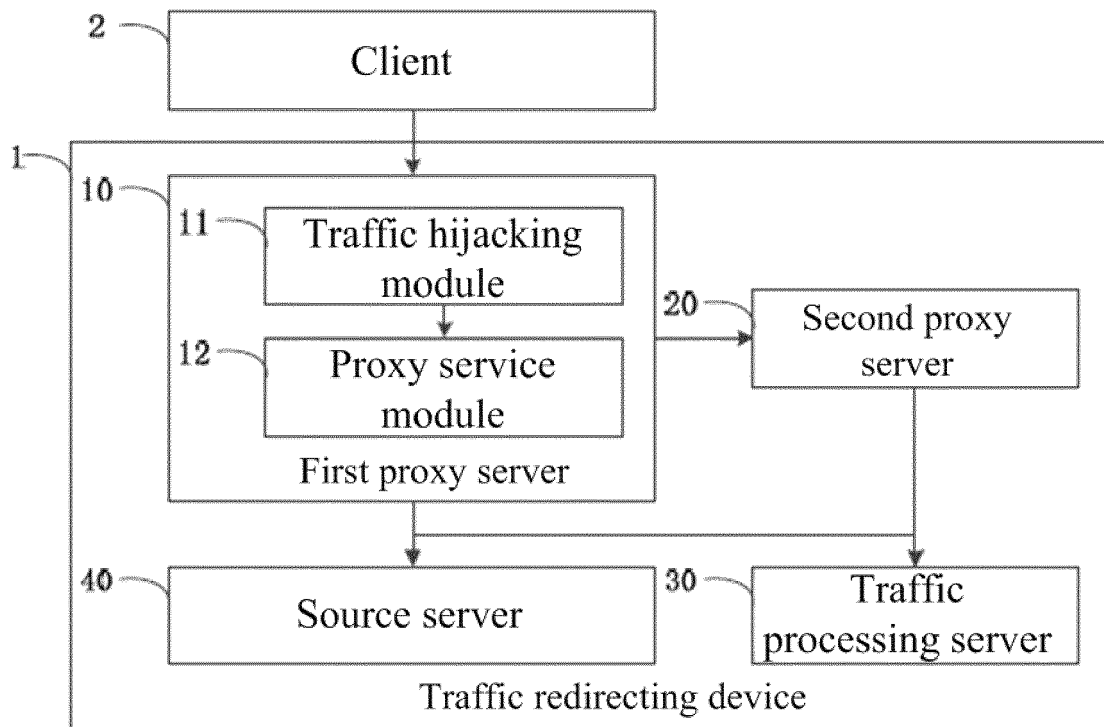 2
Client
1
10
11
Traffic hijacking
module
20
Second proxy
server
12
Proxy service
module
First proxy server
40
Source server
30
Traffic
processing server
Traffic redirecting device